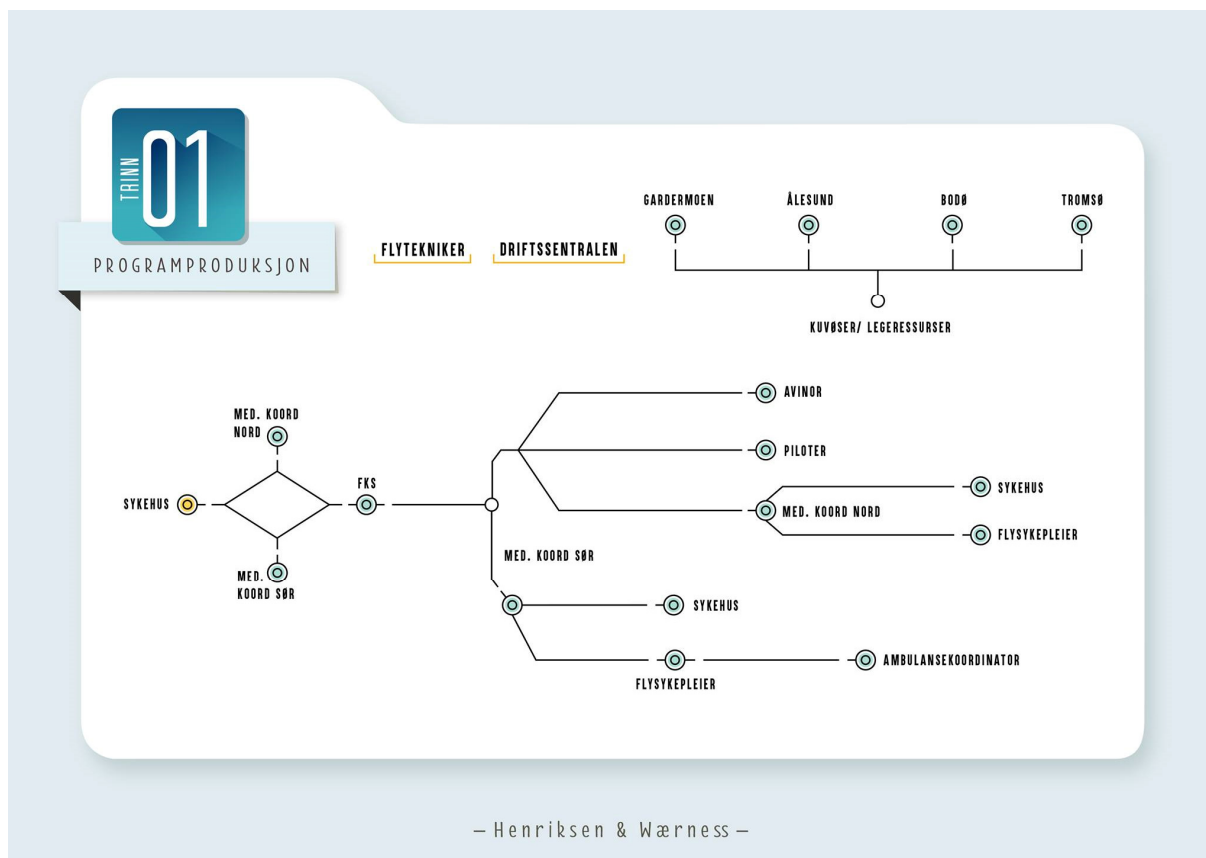 TRINN
01
PROGRAMPRODUKSJON
FLYTEKNIKER
DRIFTSSENTRALEN
GARDERMOEN
ÅLESUND
BODØ
TROMSØ
KUVØSER/ LEGERESSURSER
MED. KOORD
NORD
SYKEHUS
FKS
MED.
KOORD SØR
AVINOR
PILOTER
MED. KOORD NORD
SYKEHUS
FLYSYKEPLEIER
MED. KOORD SØR
SYKEHUS
FLYSYKEPLEIER
AMBULANSEKOORDINATOR
– Henriksen & Wærness –